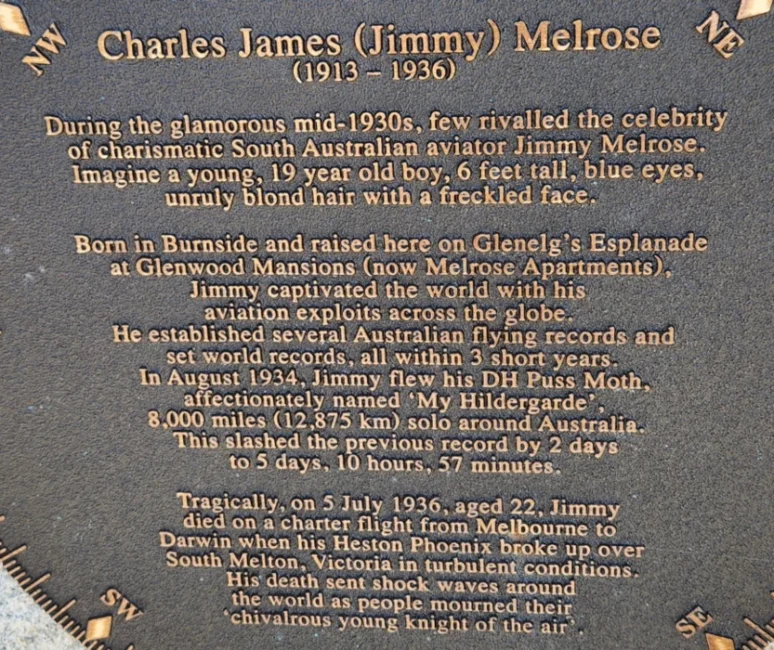 NW
NE
Charles James (Jimmy) Melrose
(1913 – 1936)
During the glamorous mid-1930s, few rivalled the celebrity
of charismatic South Australian aviator Jimmy Melrose.
Imagine a young, 19 year old boy, 6 feet tall, blue eyes,
unruly blond hair with a freckled face.
Born in Burnside and raised here on Glenelg's Esplanade
at Glenwood Mansions (now Melrose Apartments),
Jimmy captivated the world with his
aviation exploits across the globe.
He established several Australian flying records and
set world records, all within 3 short years.
In August 1934, Jimmy flew his DH Puss Moth,
affectionately named 'My Hildergarde',
8,000 miles (12,875 km) solo around Australia.
This slashed the previous record by 2 days
to 5 days, 10 hours, 57 minutes.
Tragically, on 5 July 1936, aged 22, Jimmy
died on a charter flight from Melbourne to
Darwin when his Heston Phoenix broke up over
South Melton, Victoria in turbulent conditions.
His death sent shock waves around
the world as people mourned their
'chivalrous young knight of the air'.
SW
SE